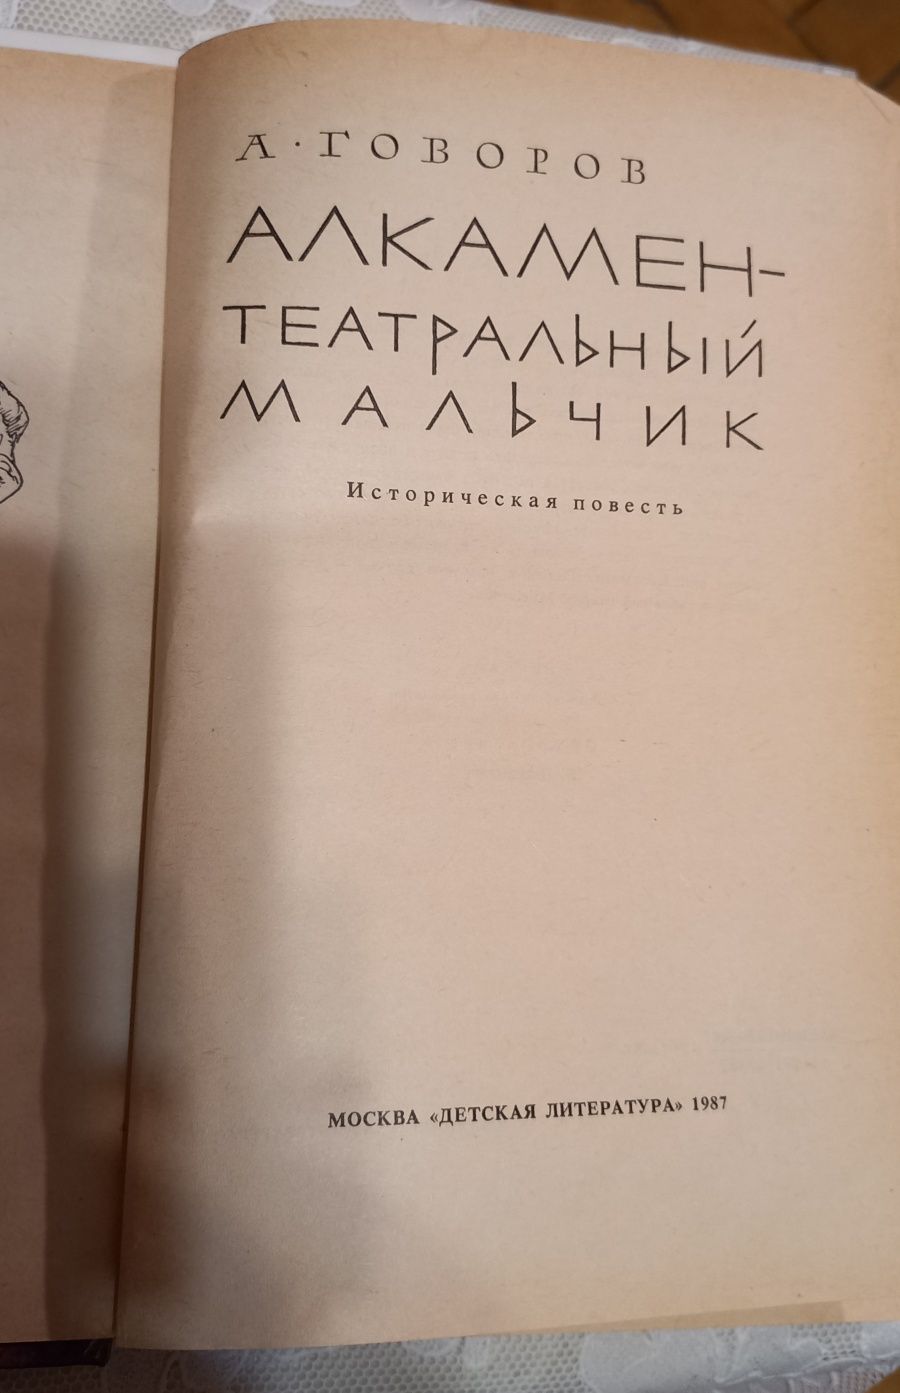 А·ГОВОРОВ
АЛКАМЕН-
ТЕАТРАЛЬНЫЙ
МАЛЬЧИК
Историческая повесть
МОСКВА «ДЕТСКАЯ ЛИТЕРАТУРА» 1987